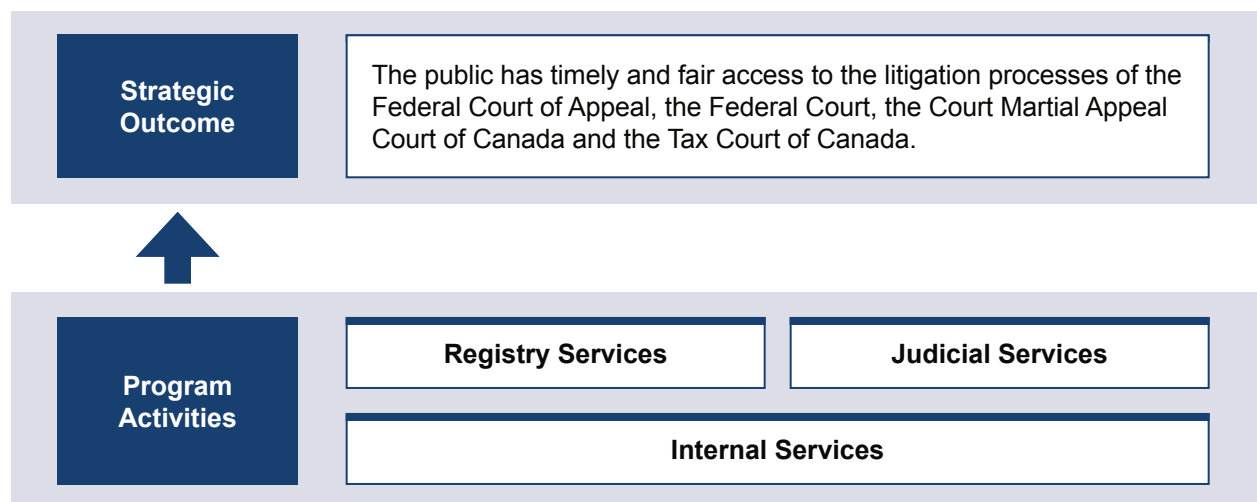 Strategic
Outcome
The public has timely and fair access to the litigation processes of the
Federal Court of Appeal, the Federal Court, the Court Martial Appeal
Court of Canada and the Tax Court of Canada.
Program
Activities
Registry Services
Judicial Services
Internal Services